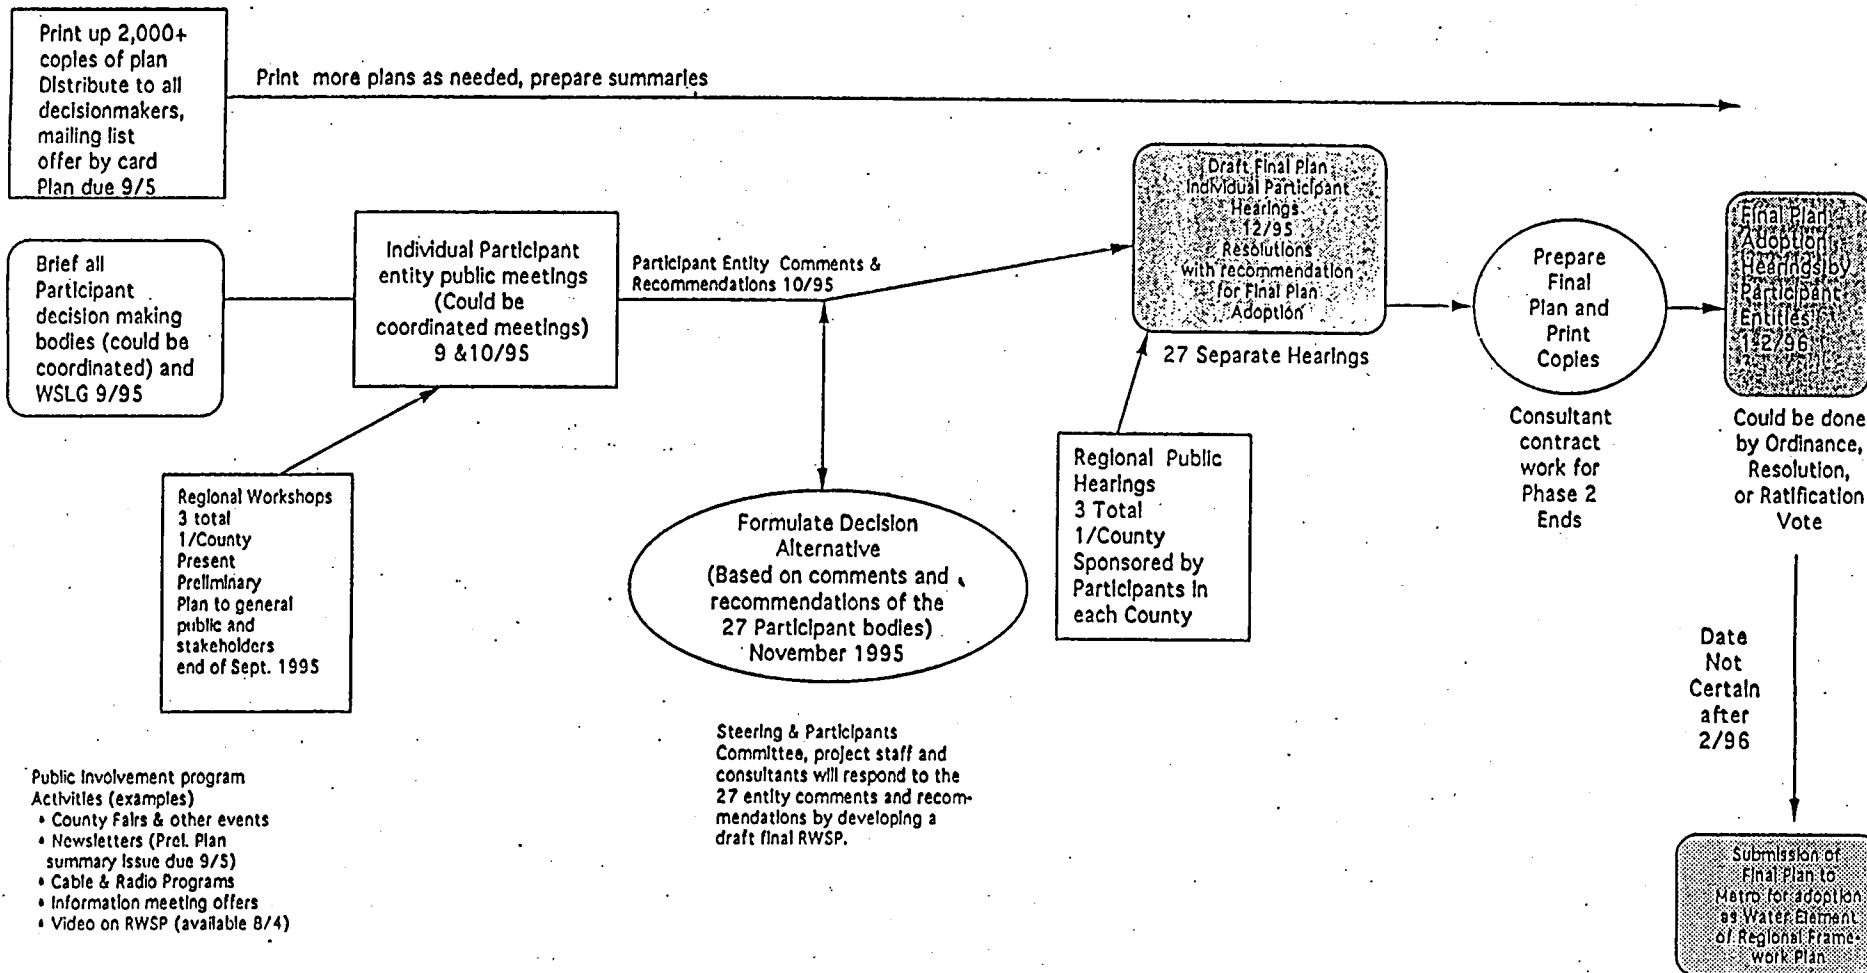 Print up 2,000+
copies of plan
Distribute to all
decisionmakers,
mailing list
offer by card
Plan due 9/5
Print more plans as needed, prepare summaries
Brief all
Participant
decision making
bodies (could be
coordinated) and
WSLG 9/95
Individual Participant
entity public meetings
(Could be
coordinated meetings)
9 &10/95
Participant Entity Comments &
Recommendations 10/95
Draft Final Plan
Individual Participant
Hearings
12/95
Resolutions
with recommendation
for Final Plan
Adoption
27 Separate Hearings
Prepare
Final
Plan and
Print
Copies
Consultant
contract
work for
Phase 2
Ends
Final Plan
Adoption
Hearings by
Participant
Entities
1-2/96
Could be done
by Ordinance,
Resolution,
or Ratification
Vote
Regional Workshops
3 total
1/County
Present
Preliminary
Plan to general
public and
stakeholders
end of Sept. 1995
Formulate Decision
Alternative
(Based on comments and
recommendations of the
27 Participant bodies)
November 1995
Regional Public
Hearings
3 Total
1/County
Sponsored by
Participants in
each County
Date
Not
Certain
after
2/96
Steering & Participants
Committee, project staff and
consultants will respond to the
27 entity comments and recom-
mendations by developing a
draft final RWSP.
Public Involvement program
Activities (examples)
• County Fairs & other events
• Newsletters (Prel. Plan
summary issue due 9/5)
• Cable & Radio Programs
• Information meeting offers
• Video on RWSP (available 8/4)
Submission of
Final Plan to
Metro for adoption
as Water Element
of Regional Frame-
work Plan